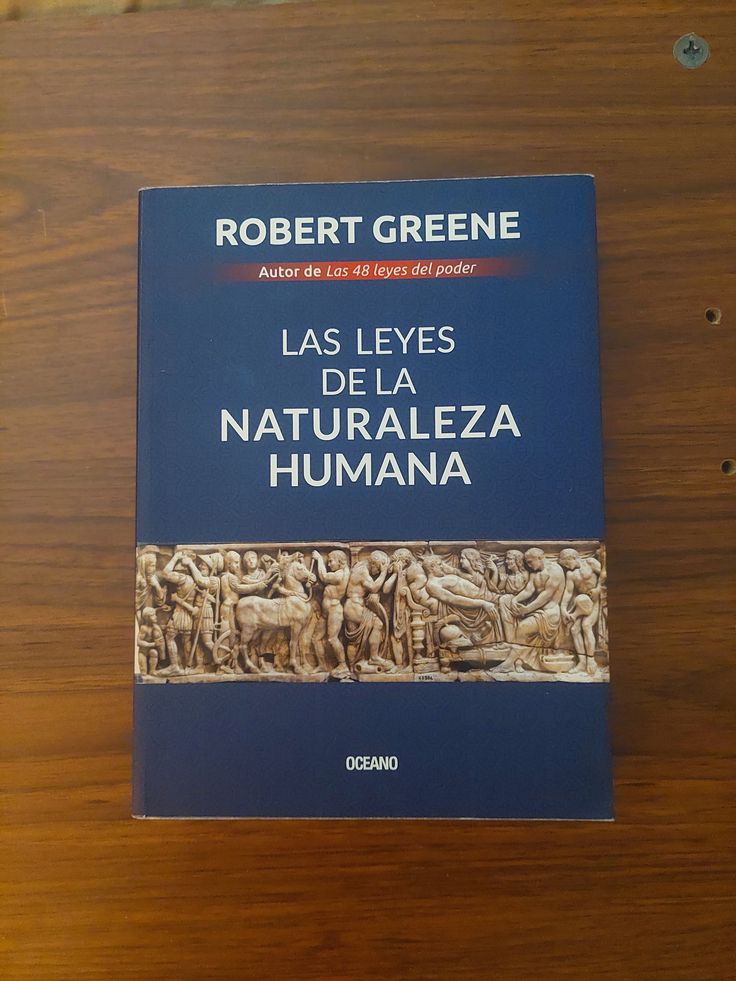 ROBERT GREENE
Autor de Las 48 leyes del poder
LAS LEYES
DE LA
NATURALEZA
HUMANA
OCEANO